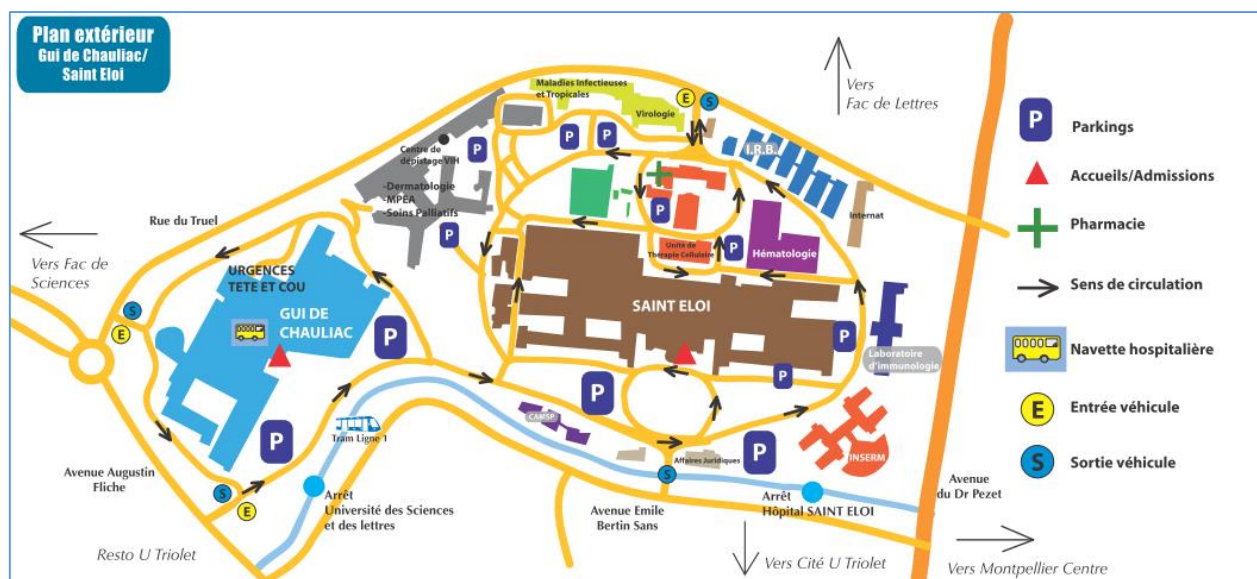 Plan extérieur
Gui de Chauliac/
Saint Eloi
Maladies Infectieuses
et Tropicales
Virologie
E
S
Vers
Fac de Lettres
P
P
P
Centre de
dépistage VIH
I.R.B.
-Dermatologie
-MPEA
-Soins Palliatifs
P
Internat
Rue du Truel
P
P
Unité de
Thérapie Cellulaire
Hématologie
Vers Fac de
Sciences
URGENCES
TETE ET COU
GUI DE
CHAULIAC
SAINT ELOI
S
E
P
P
Laboratoire
d'immunologie
P
P
P
CAMSP
Tram Ligne 1
P
INSERM
Affaires Juridiques
S
Avenue Augustin
Fliche
S
E
Arrêt
Université des Sciences
et des lettres
Avenue Emile
Bertin Sans
Arrêt
Hôpital SAINT ELOI
Avenue
du Dr Pezet
Resto U Triolet
Vers Cité U Triolet
Vers Montpellier Centre
P
Parkings
Accueils/Admissions
Pharmacie
Sens de circulation
Navette hospitalière
E
Entrée véhicule
S
Sortie véhicule